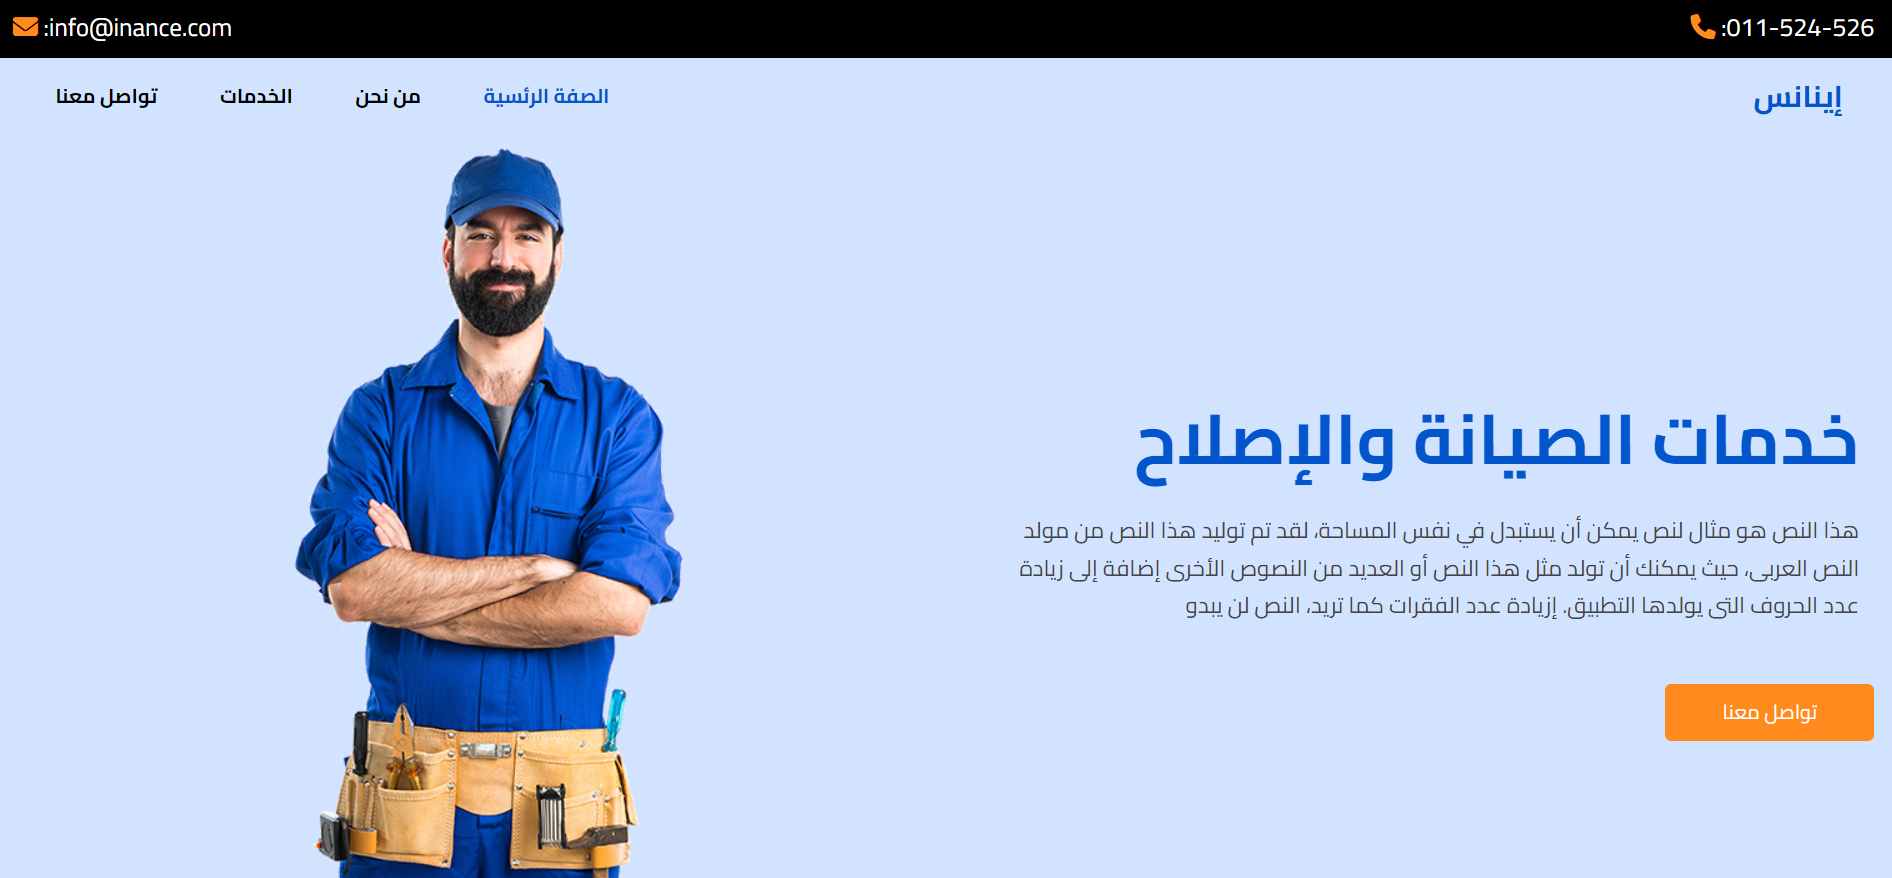 :011-524-526
:info@inance.com
إينانس
الصفة الرئسية
من نحن
الخدمات
تواصل معنا
خدمات الصيانة والإصلاح
هذا النص هو مثال لنص يمكن أن يستبدل في نفس المساحة، لقد تم توليد هذا النص من مولد
النص العربى، حيث يمكنك أن تولد مثل هذا النص أو العديد من النصوص الأخرى إضافة إلى زيادة
عدد الحروف التى يولدها التطبيق. إزيادة عدد الفقرات كما تريد، النص لن يبدو
تواصل معنا